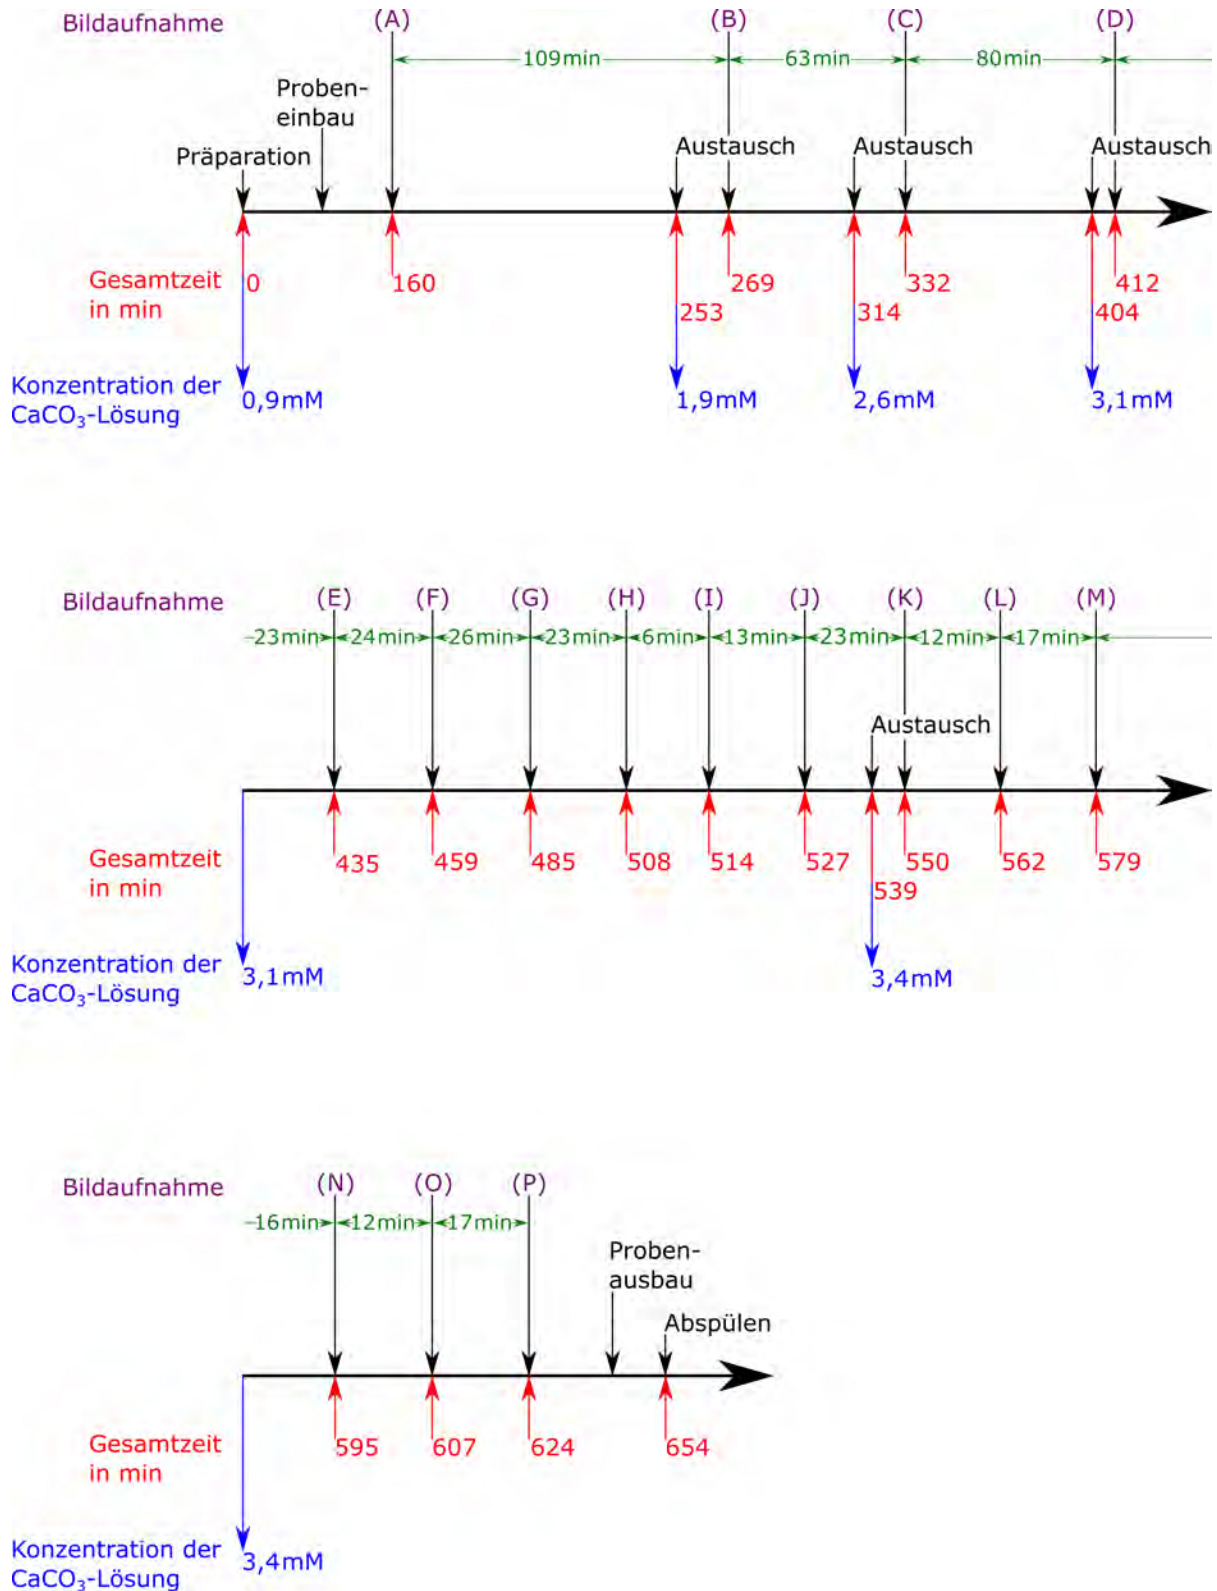 Bildaufnahme (A) (B) (C) (D)
109min 63min 80min
Proben-
einbau
Präparation Austausch Austausch Austausch
Gesamtzeit
in min
0 160 269 332 412
253 314 404
Konzentration der
CaCO₃-Lösung
0,9mM 1,9mM 2,6mM 3,1mM
Bildaufnahme (E) (F) (G) (H) (I) (J) (K) (L) (M)
23min 24min 26min 23min 6min 13min 23min 12min 17min
Austausch
Gesamtzeit
in min
435 459 485 508 514 527 550 562 579
539
Konzentration der
CaCO₃-Lösung
3,1mM 3,4mM
Bildaufnahme (N) (O) (P)
16min 12min 17min
Proben-
ausbau
Abspülen
Gesamtzeit
in min
595 607 624 654
Konzentration der
CaCO₃-Lösung
3,4mM